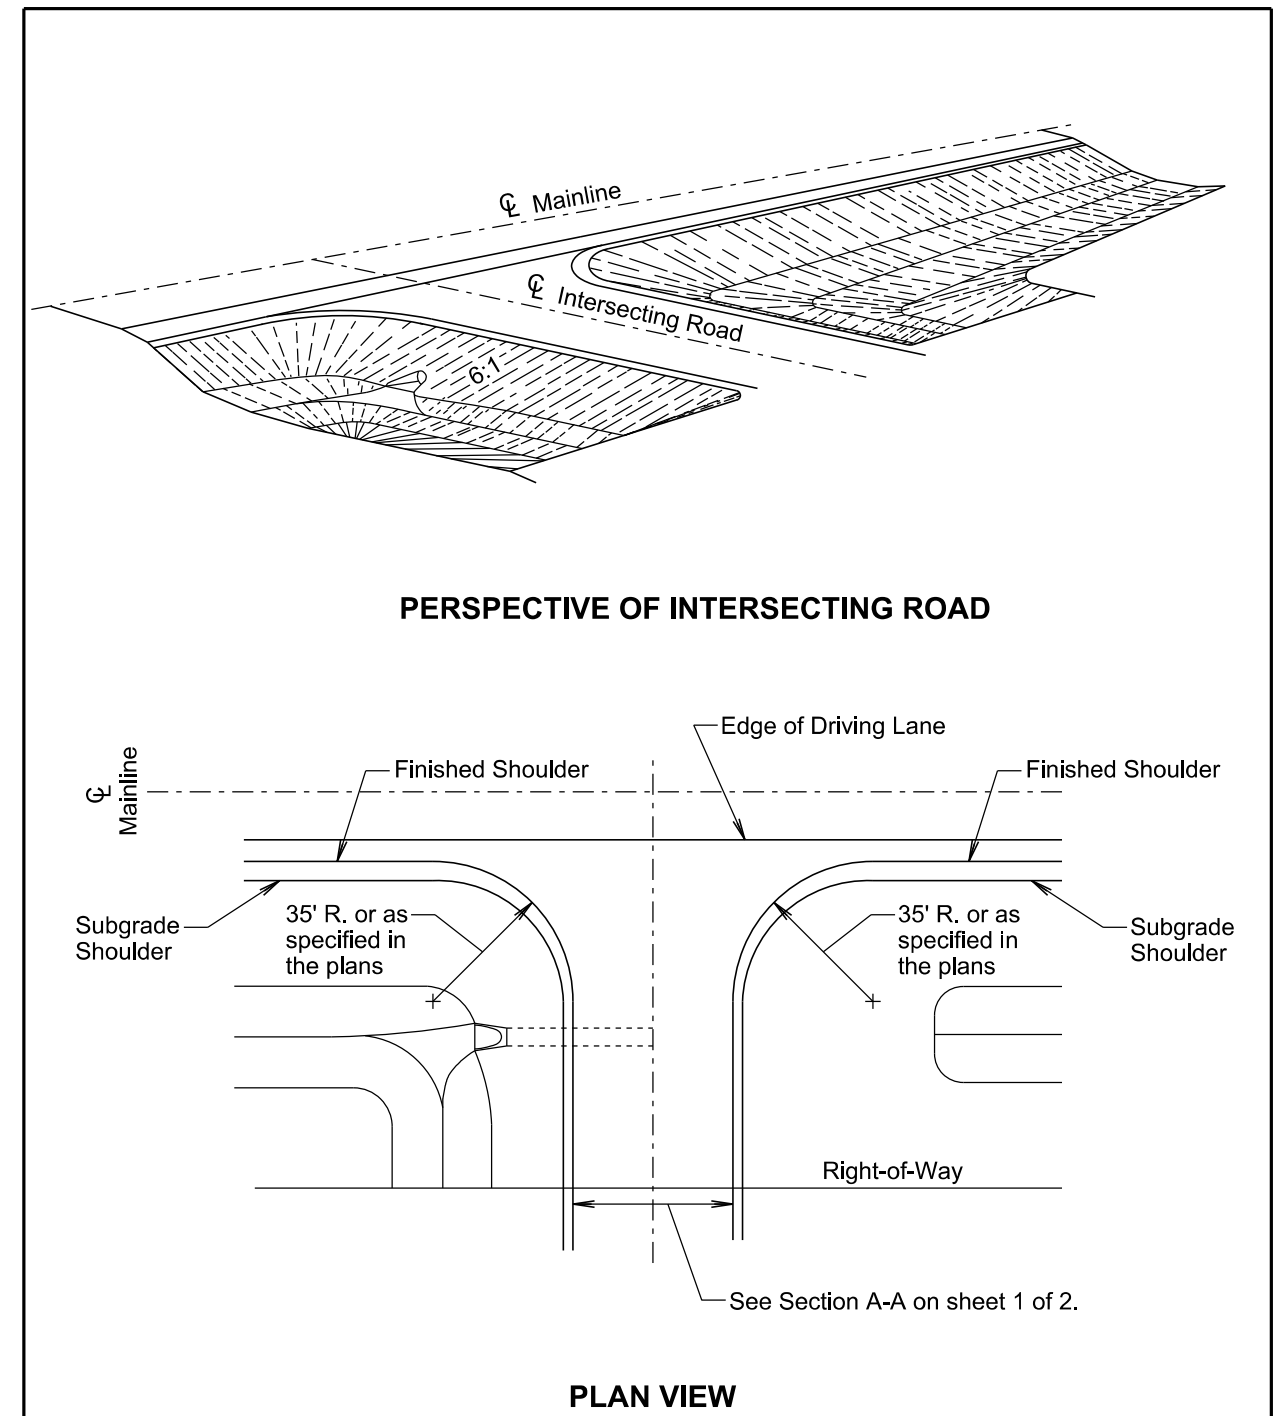 ℄ Mainline
℄ Intersecting Road
6:1
PERSPECTIVE OF INTERSECTING ROAD
Edge of Driving Lane
Finished Shoulder
Finished Shoulder
℄
Mainline
Subgrade
Shoulder
35' R. or as
specified in
the plans
35' R. or as
specified in
the plans
Subgrade
Shoulder
Right-of-Way
See Section A-A on sheet 1 of 2.
PLAN VIEW